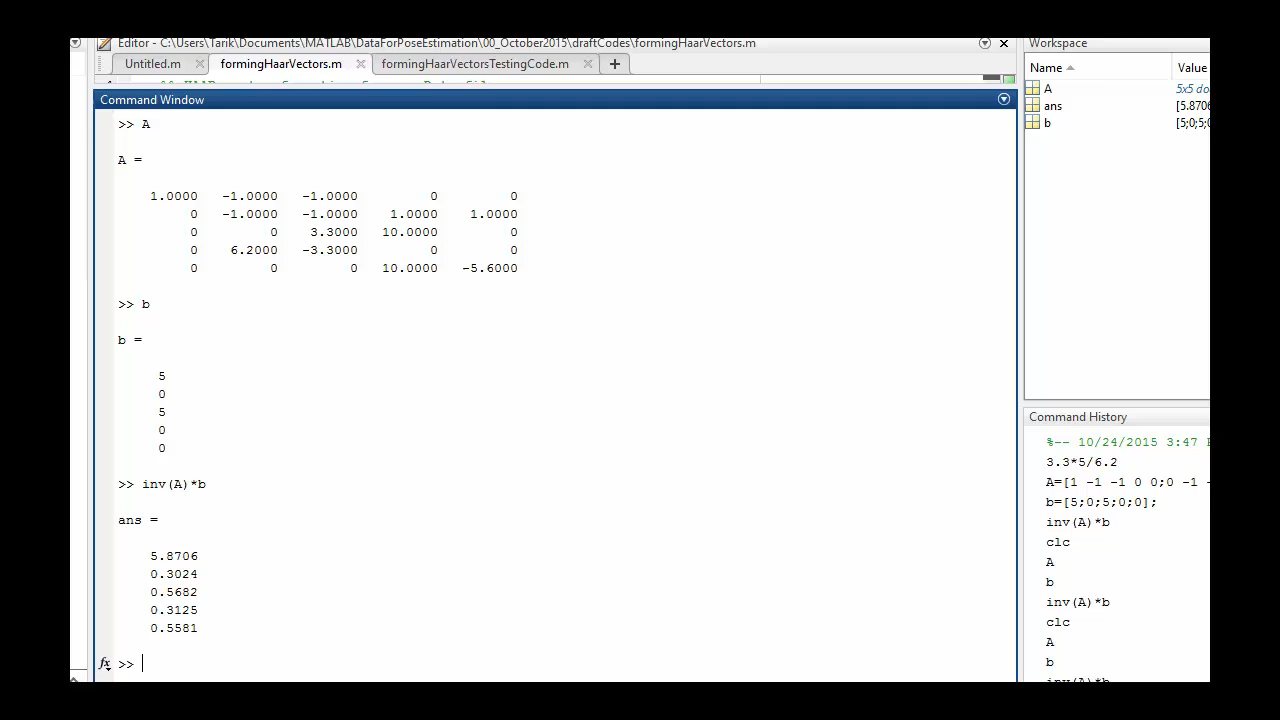 Editor - C:\Users\Tarik\Documents\MATLAB\DataForPoseEstimation\00_October2015\draftCodes\formingHaarVectors.m
Untitled.m formingHaarVectors.m formingHaarVectorsTestingCode.m
Command Window
>> A
A =
1.0000 -1.0000 -1.0000 0 0
0 -1.0000 -1.0000 1.0000 1.0000
0 0 3.3000 10.0000 0
0 6.2000 -3.3000 0 0
0 0 0 10.0000 -5.6000
>> b
b =
5
0
5
0
0
>> inv(A)*b
ans =
5.8706
0.3024
0.5682
0.3125
0.5581
fx >>
Workspace
Name Value
A 5x5 do
ans [5.8706
b [5;0;5;0
Command History
%-- 10/24/2015 3:47
3.3*5/6.2
A=[1 -1 -1 0 0;0 -1 -
b=[5;0;5;0;0];
inv(A)*b
clc
A
b
inv(A)*b
clc
A
b
inv(A)*b